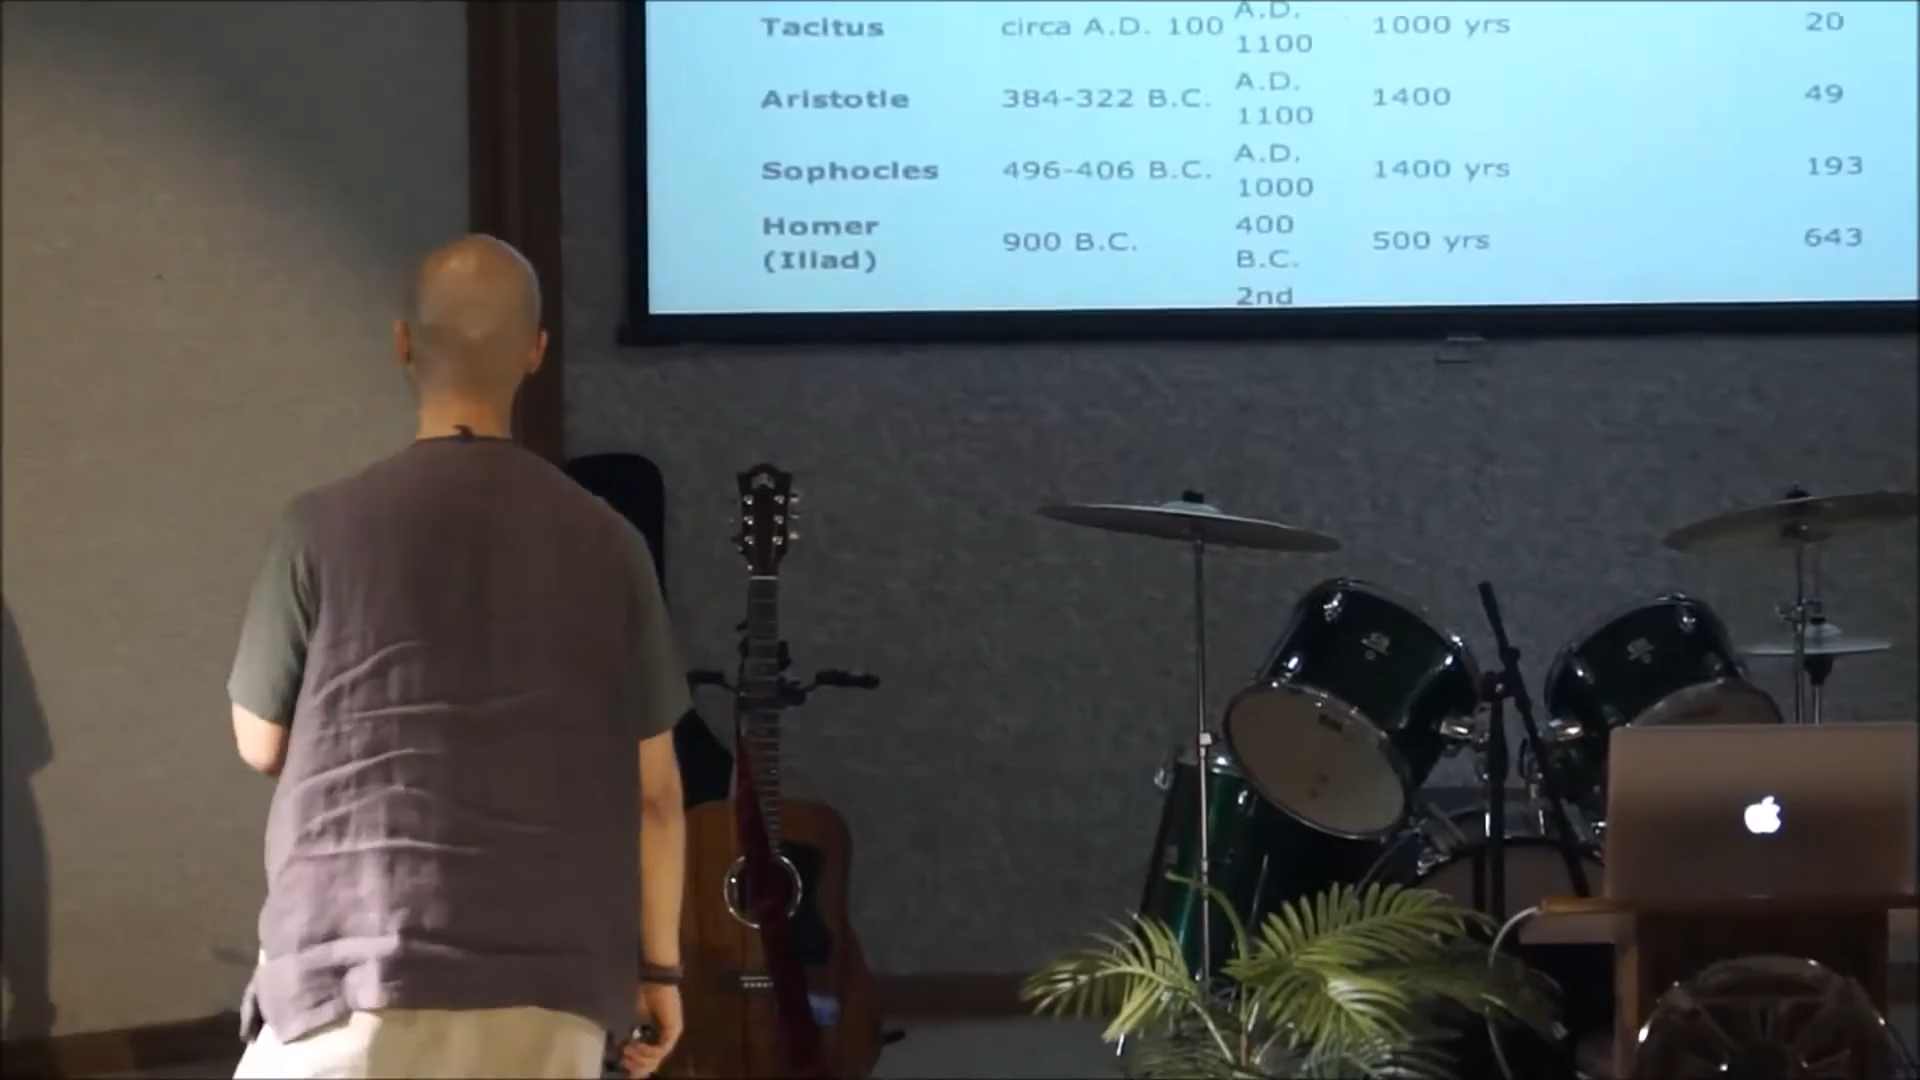 Tacitus circa A.D. 100 A.D. 1100 1000 yrs 20
Aristotle 384-322 B.C. A.D. 1100 1400 49
Sophocles 496-406 B.C. A.D. 1000 1400 yrs 193
Homer (Iliad) 900 B.C. 400 B.C. 500 yrs 643
2nd